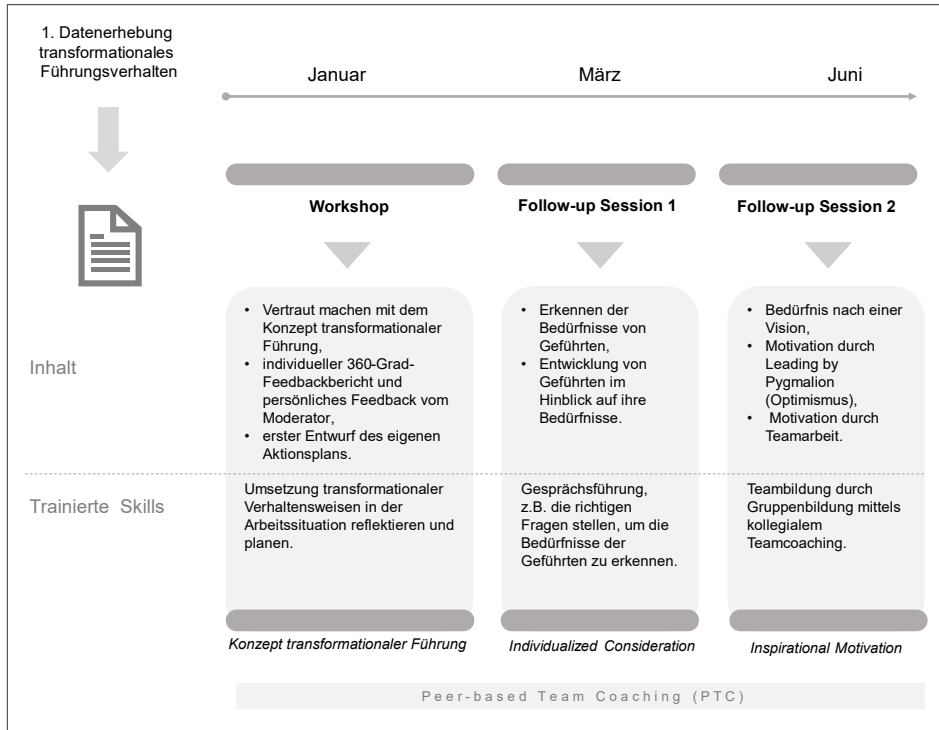 1. Datenerhebung
transformationales
Führungsverhalten
Januar
März
Juni
Workshop
Follow-up Session 1
Follow-up Session 2
Inhalt
• Vertraut machen mit dem
Konzept transformationaler
Führung,
• individueller 360-Grad-
Feedbackbericht und
persönliches Feedback vom
Moderator,
• erster Entwurf des eigenen
Aktionsplans.
• Erkennen der
Bedürfnisse von
Geführten,
• Entwicklung von
Geführten im
Hinblick auf ihre
Bedürfnisse.
• Bedürfnis nach einer
Vision,
• Motivation durch
Leading by
Pygmalion
(Optimismus),
• Motivation durch
Teamarbeit.
Trainierte Skills
Umsetzung transformationaler
Verhaltensweisen in der
Arbeitssituation reflektieren und
planen.
Gesprächsführung,
z.B. die richtigen
Fragen stellen, um die
Bedürfnisse der
Geführten zu erkennen.
Teambildung durch
Gruppenbildung mittels
kollegialem
Teamcoaching.
Konzept transformationaler Führung
Individualized Consideration
Inspirational Motivation
Peer-based Team Coaching (PTC)